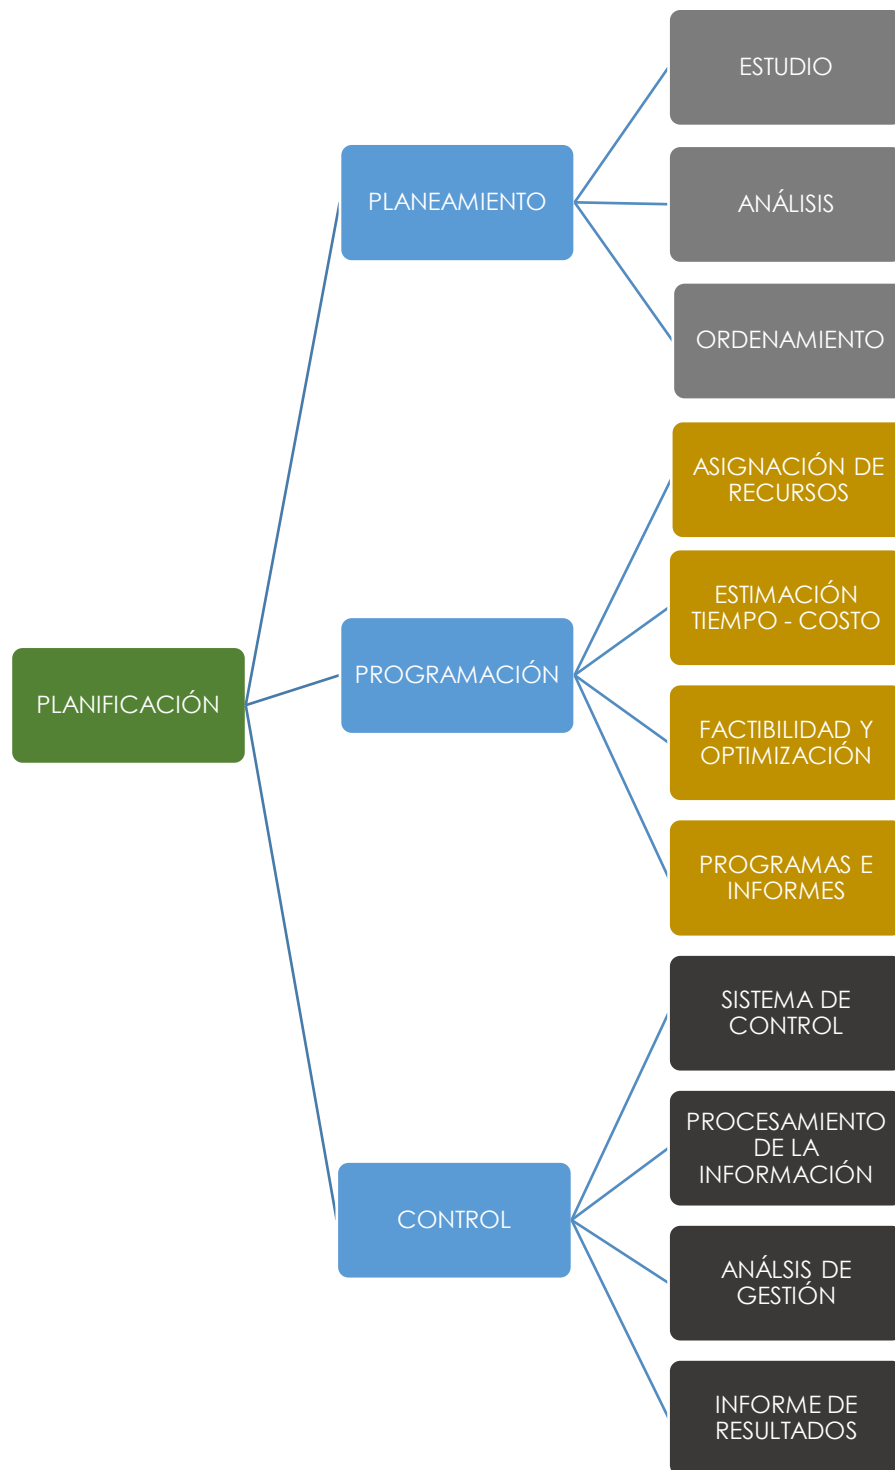 ESTUDIO
PLANEAMIENTO
ANÁLISIS
ORDENAMIENTO
ASIGNACIÓN DE
RECURSOS
ESTIMACIÓN
TIEMPO - COSTO
PLANIFICACIÓN
PROGRAMACIÓN
FACTIBILIDAD Y
OPTIMIZACIÓN
PROGRAMAS E
INFORMES
SISTEMA DE
CONTROL
PROCESAMIENTO
DE LA
INFORMACIÓN
CONTROL
ANÁLSIS DE
GESTIÓN
INFORME DE
RESULTADOS